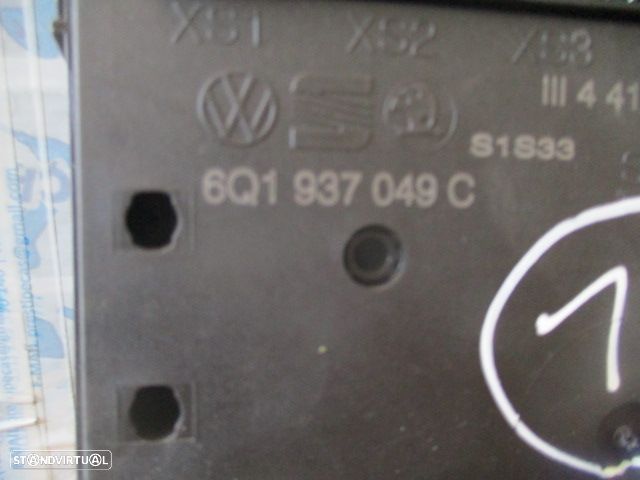 XS1 XS2 XS3
III 4 41
S1S33
6Q1 937 049 C
1
STANDVIRTUAL